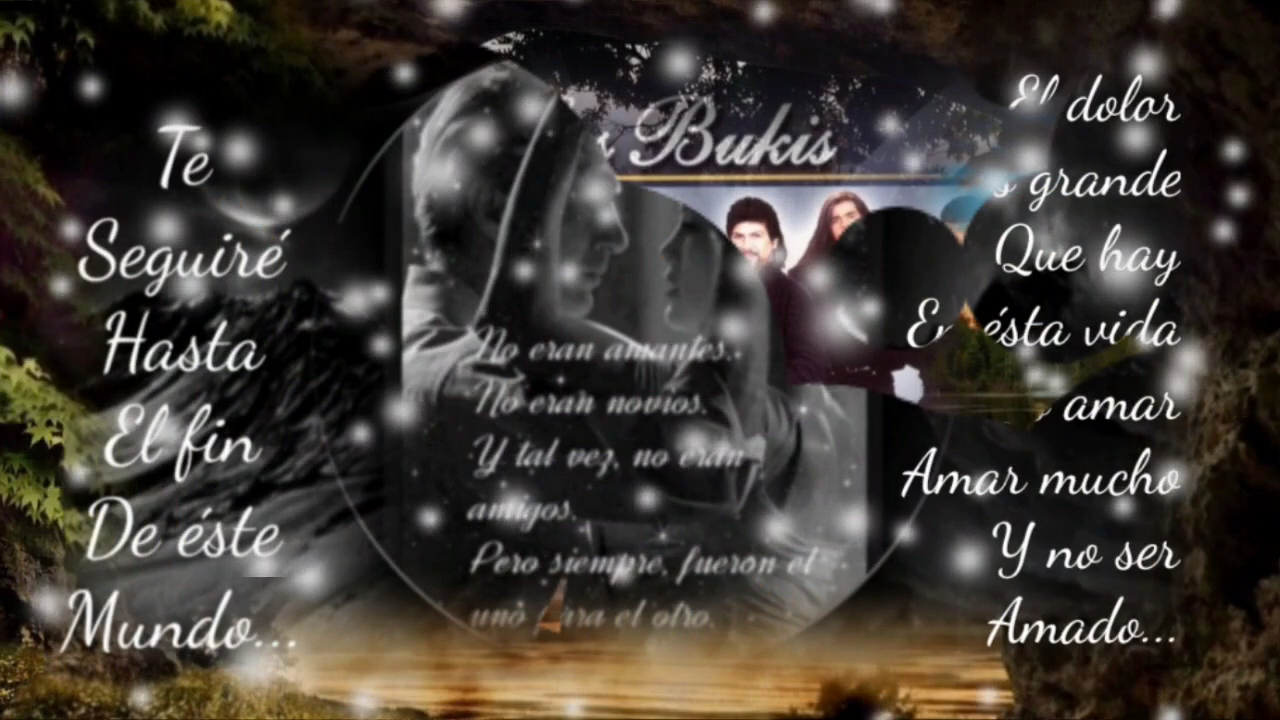 Te
Seguiré
Hasta
El fin
De éste
Mundo...
Bukis
No eran amantes..
No eran novios.
Y tal vez, no eran
amigos.
Pero siempre, fueron el
uno para el otro.
El dolor
grande
Que hay
En ésta vida
amar
Amar mucho
Y no ser
Amado...